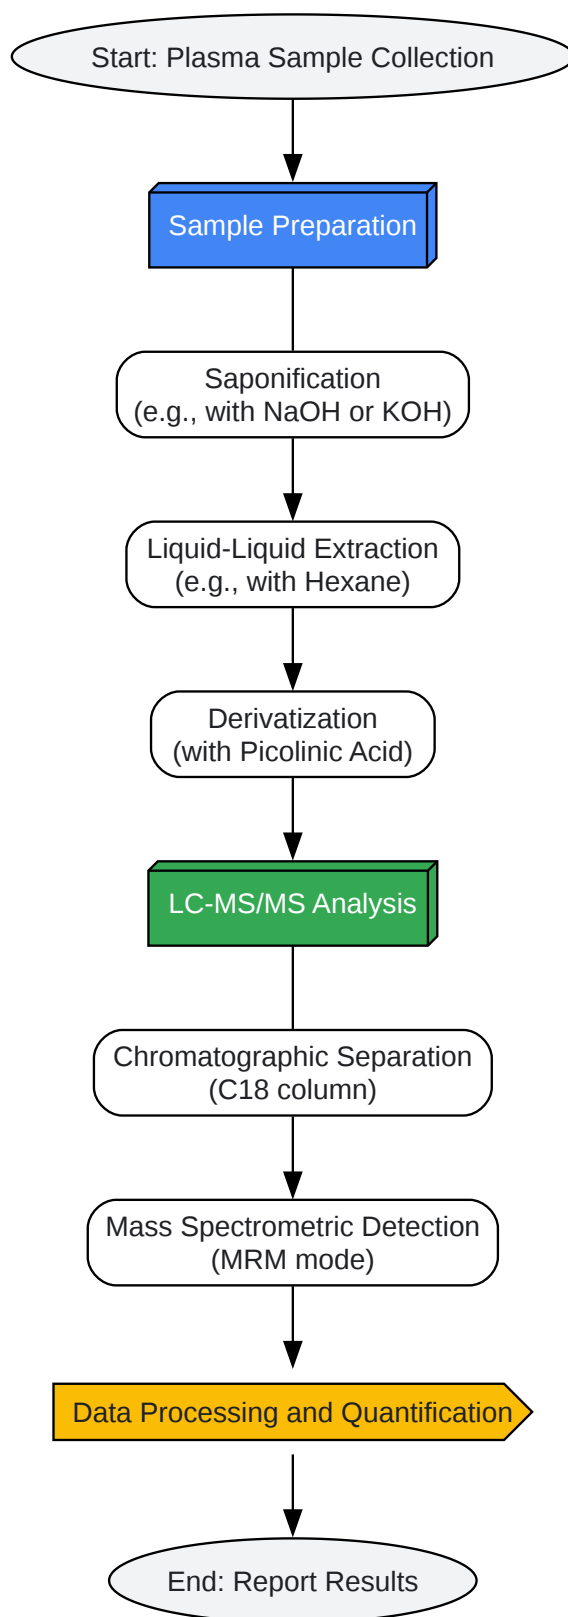 Start: Plasma Sample Collection
Sample Preparation
Saponification
(e.g., with NaOH or KOH)
Liquid-Liquid Extraction
(e.g., with Hexane)
Derivatization
(with Picolinic Acid)
LC-MS/MS Analysis
Chromatographic Separation
(C18 column)
Mass Spectrometric Detection
(MRM mode)
Data Processing and Quantification
End: Report Results